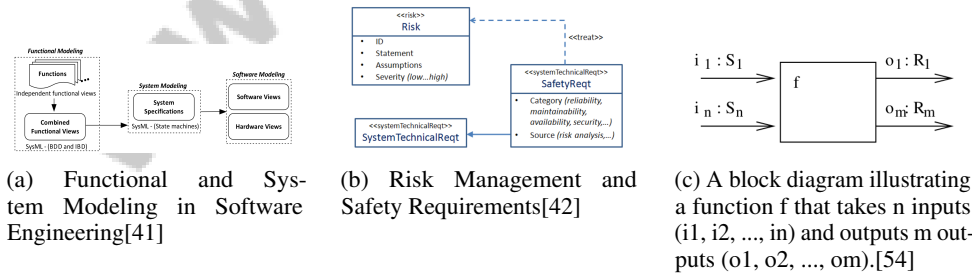 Functional Modeling
Functions
Independent functional views
Combined
Functional Views
SysML - (BDD and IBD)
System Modeling
System
Specifications
SysML - (State machines)
Software Modeling
Software Views
Hardware Views
(a) Functional and Sys-
tem Modeling in Software
Engineering[41]
<<risk>>
Risk
• ID
• Statement
• Assumptions
• Severity (low...high)
<<treat>>
<<systemTechnicalReqt>>
SafetyReqt
• Category (reliability,
maintainability,
availability, security,...)
• Source (risk analysis,...)
<<systemTechnicalReqt>>
SystemTechnicalReqt
(b) Risk Management and
Safety Requirements[42]
i 1 : S1
i n : Sn
f
o1 : R1
om : Rm
(c) A block diagram illustrating
a function f that takes n inputs
(i1, i2, ..., in) and outputs m out-
puts (o1, o2, ..., om).[54]